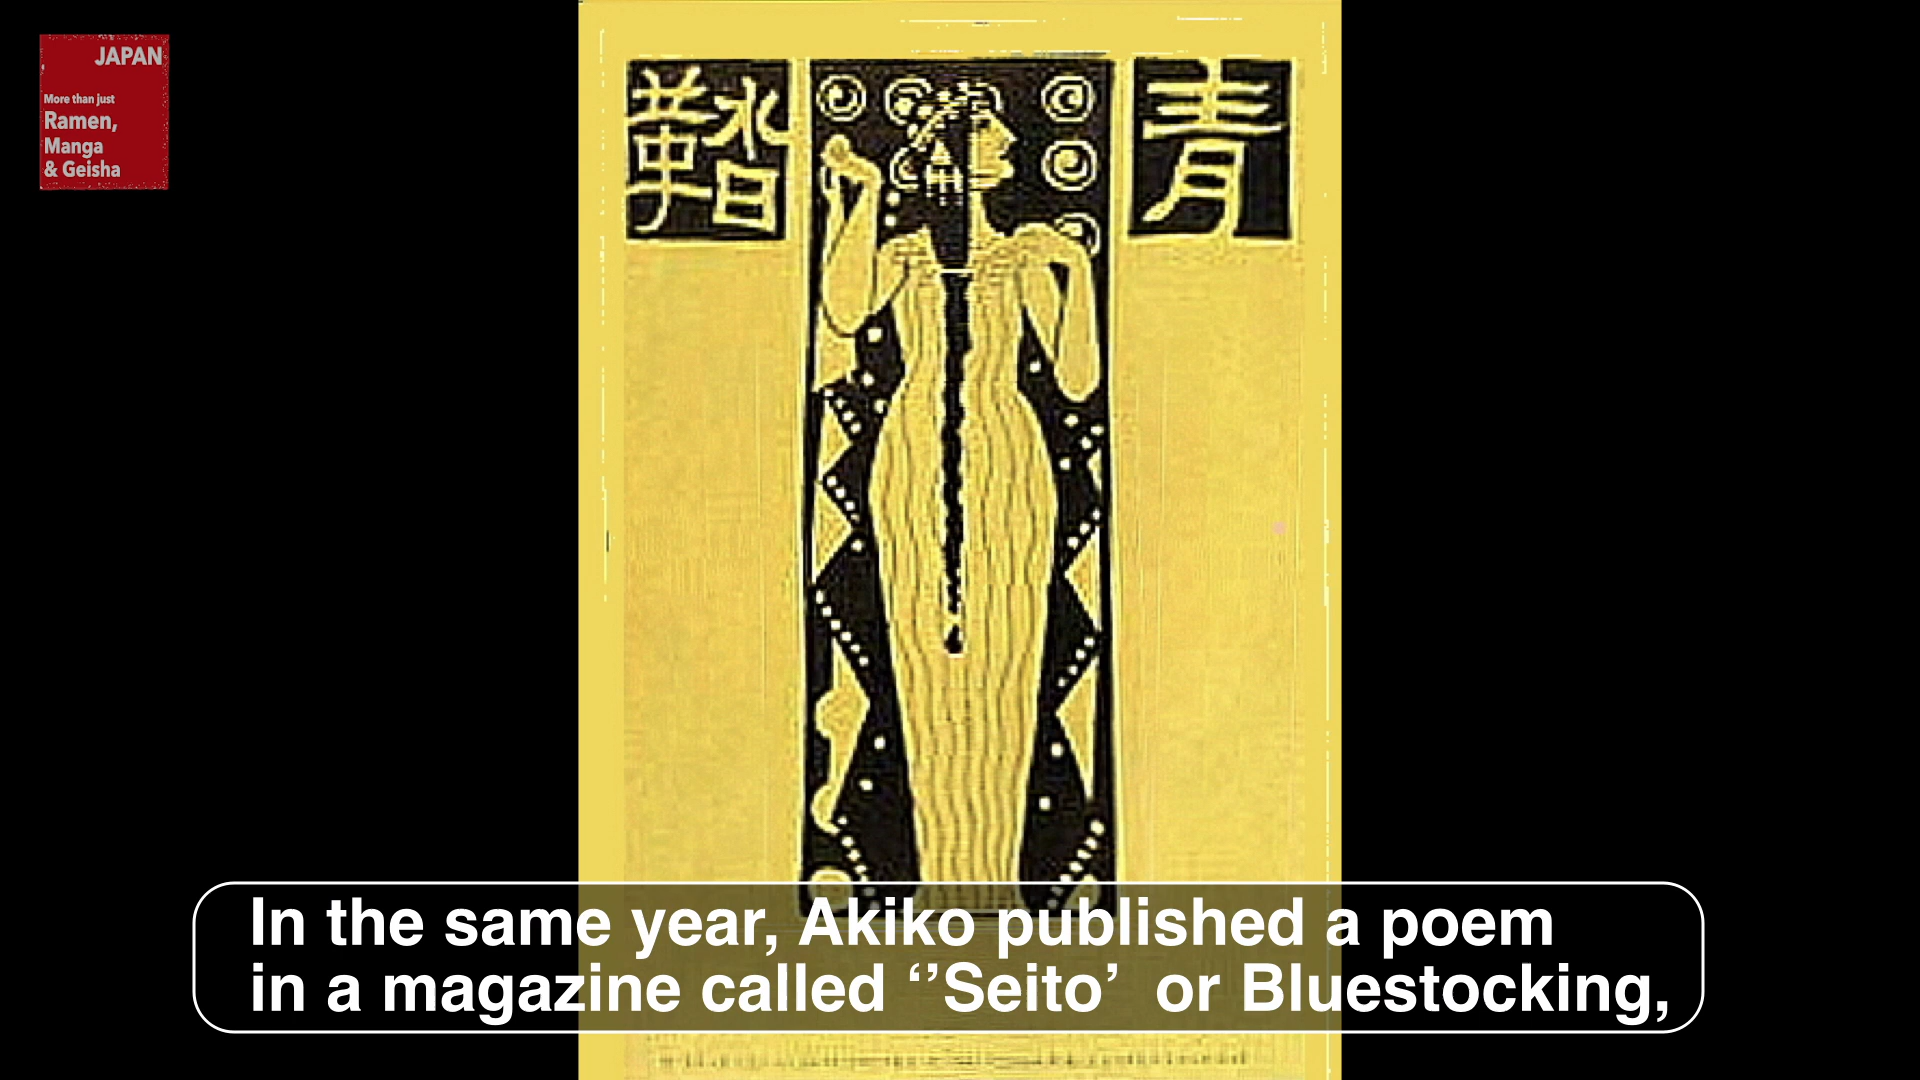 JAPAN
More than just
Ramen,
Manga
& Geisha
青鞜
In the same year, Akiko published a poem
in a magazine called ‘’Seito’ or Bluestocking,